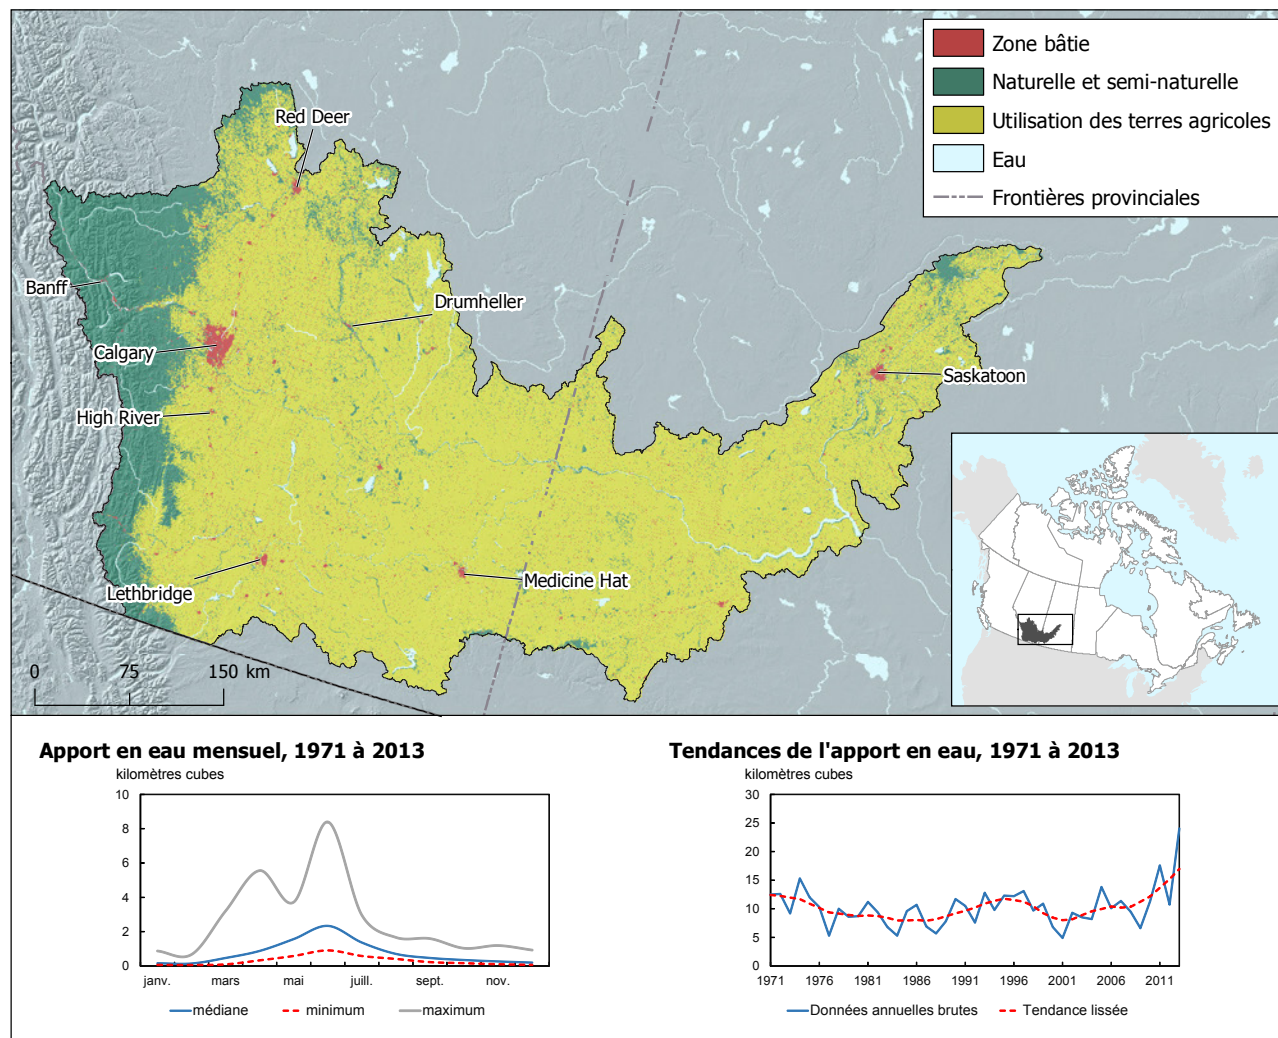 Zone bâtie
Naturelle et semi-naturelle
Utilisation des terres agricoles
Eau
Frontières provinciales
Red Deer
Banff
Drumheller
Calgary
Saskatoon
High River
Medicine Hat
Lethbridge
0 75 150 km
Apport en eau mensuel, 1971 à 2013
kilomètres cubes
10
8
6
4
2
0
janv. mars mai juill. sept. nov.
médiane minimum maximum
Tendances de l'apport en eau, 1971 à 2013
kilomètres cubes
30
25
20
15
10
5
0
1971 1976 1981 1986 1991 1996 2001 2006 2011
Données annuelles brutes Tendance lissée